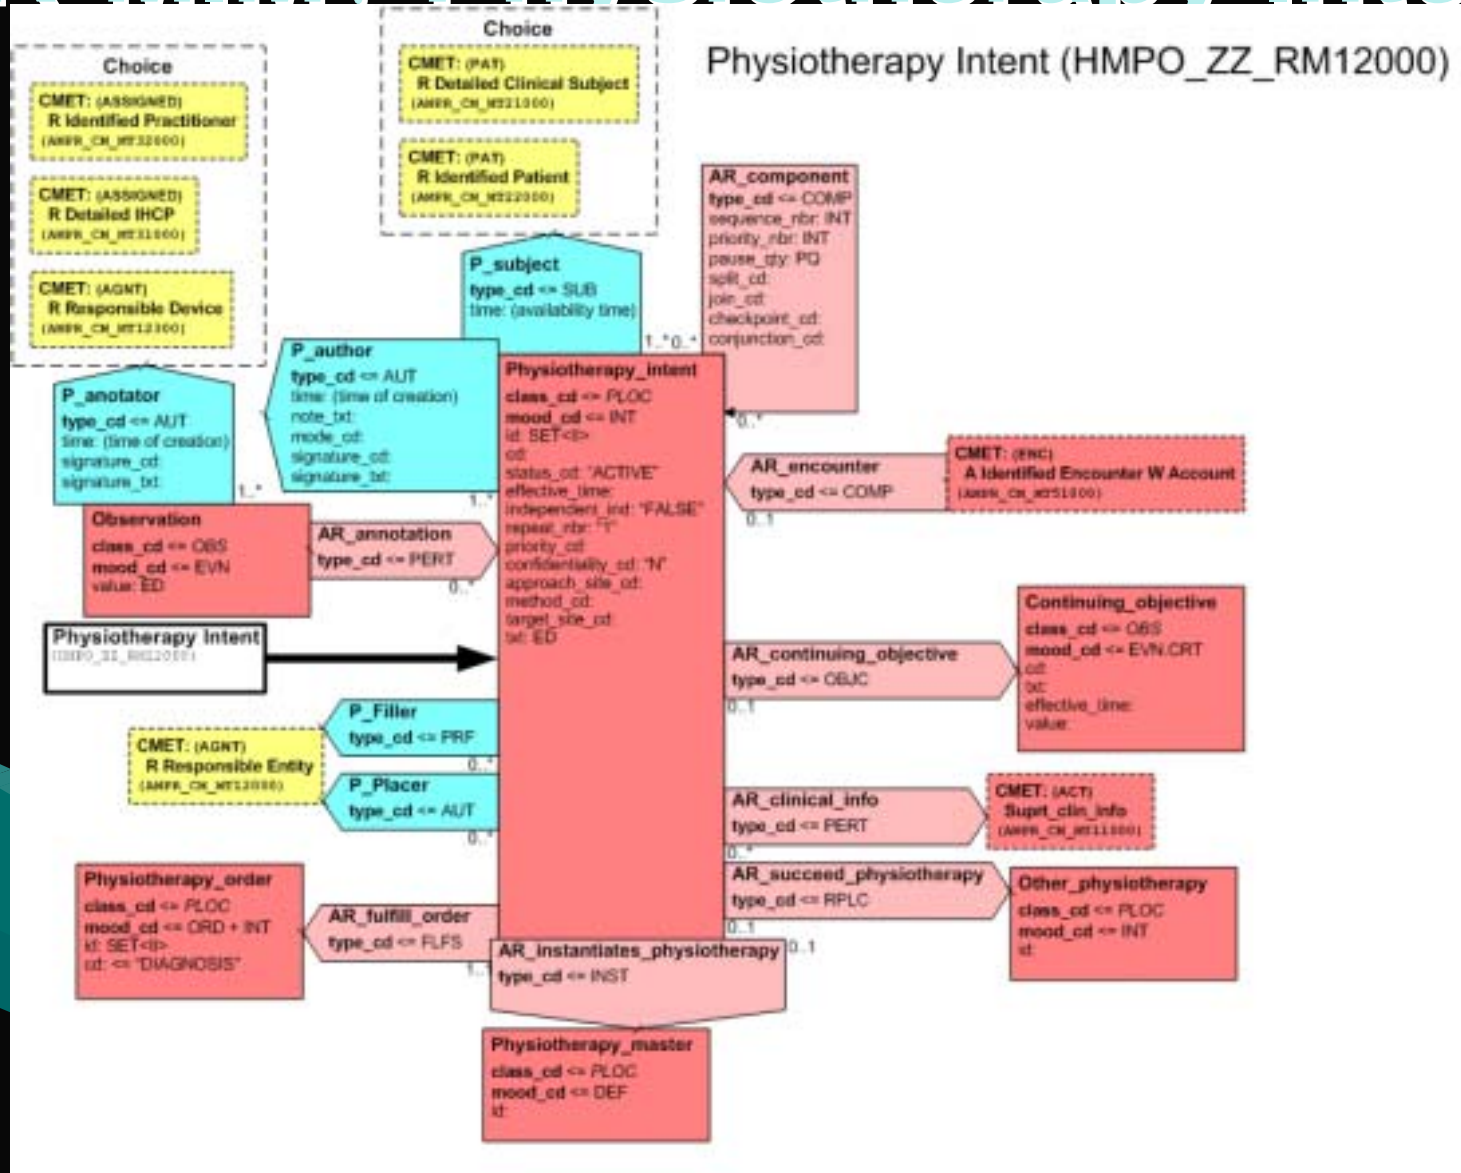 Physiotherapy Intent (HMPO_ZZ_RM12000)
Choice
CMET: (ASSIGNED)
R Identified Practitioner
CMET: (ASSIGNED)
R Detailed IHCP
CMET: (AGNT)
R Responsible Device
Choice
CMET: (PAT)
R Detailed Clinical Subject
CMET: (PAT)
R Identified Patient
AR_component
type_cd <= COMP
sequence_nbr: INT
priority_nbr: INT
pause_qty: PQ
split_cd:
join_cd:
checkpoint_cd:
conjunction_cd:
0..*
0..*
P_subject
type_cd <= SUB
time: (availability time)
1..*
P_author
type_cd <= AUT
time: (time of creation)
note_txt:
mode_cd:
signature_cd:
signature_txt:
1..*
P_anotator
type_cd <= AUT
time: (time of creation)
signature_cd:
signature_txt:
1..*
Observation
class_cd <= OBS
mood_cd <= EVN
value: ED
AR_annotation
type_cd <= PERT
0..*
Physiotherapy_intent
class_cd <= PLOC
mood_cd <= INT
id: SET<II>
cd:
status_cd: "ACTIVE"
effective_time:
independent_ind: "FALSE"
repeat_nbr: "1"
priority_cd:
confidentiality_cd: "N"
approach_site_cd:
method_cd:
target_site_cd:
txt: ED
AR_encounter
type_cd <= COMP
0..1
CMET: (ENC)
A Identified Encounter W Account
Physiotherapy Intent
(HMPO_ZZ_RM12000)
AR_continuing_objective
type_cd <= OBJC
0..1
Continuing_objective
class_cd <= OBS
mood_cd <= EVN.CRT
cd:
txt:
effective_time:
value:
P_Filler
type_cd <= PRF
0..*
CMET: (AGNT)
R Responsible Entity
P_Placer
type_cd <= AUT
0..*
AR_clinical_info
type_cd <= PERT
0..*
CMET: (ACT)
Suprt_clin_info
AR_succeed_physiotherapy
type_cd <= RPLC
0..1
Other_physiotherapy
class_cd <= PLOC
mood_cd <= INT
id:
Physiotherapy_order
class_cd <= PLOC
mood_cd <= ORD + INT
id: SET<II>
cd: <= "DIAGNOSIS"
AR_fulfill_order
type_cd <= FLFS
AR_instantiates_physiotherapy
type_cd <= INST
0..1
Physiotherapy_master
class_cd <= PLOC
mood_cd <= DEF
id: